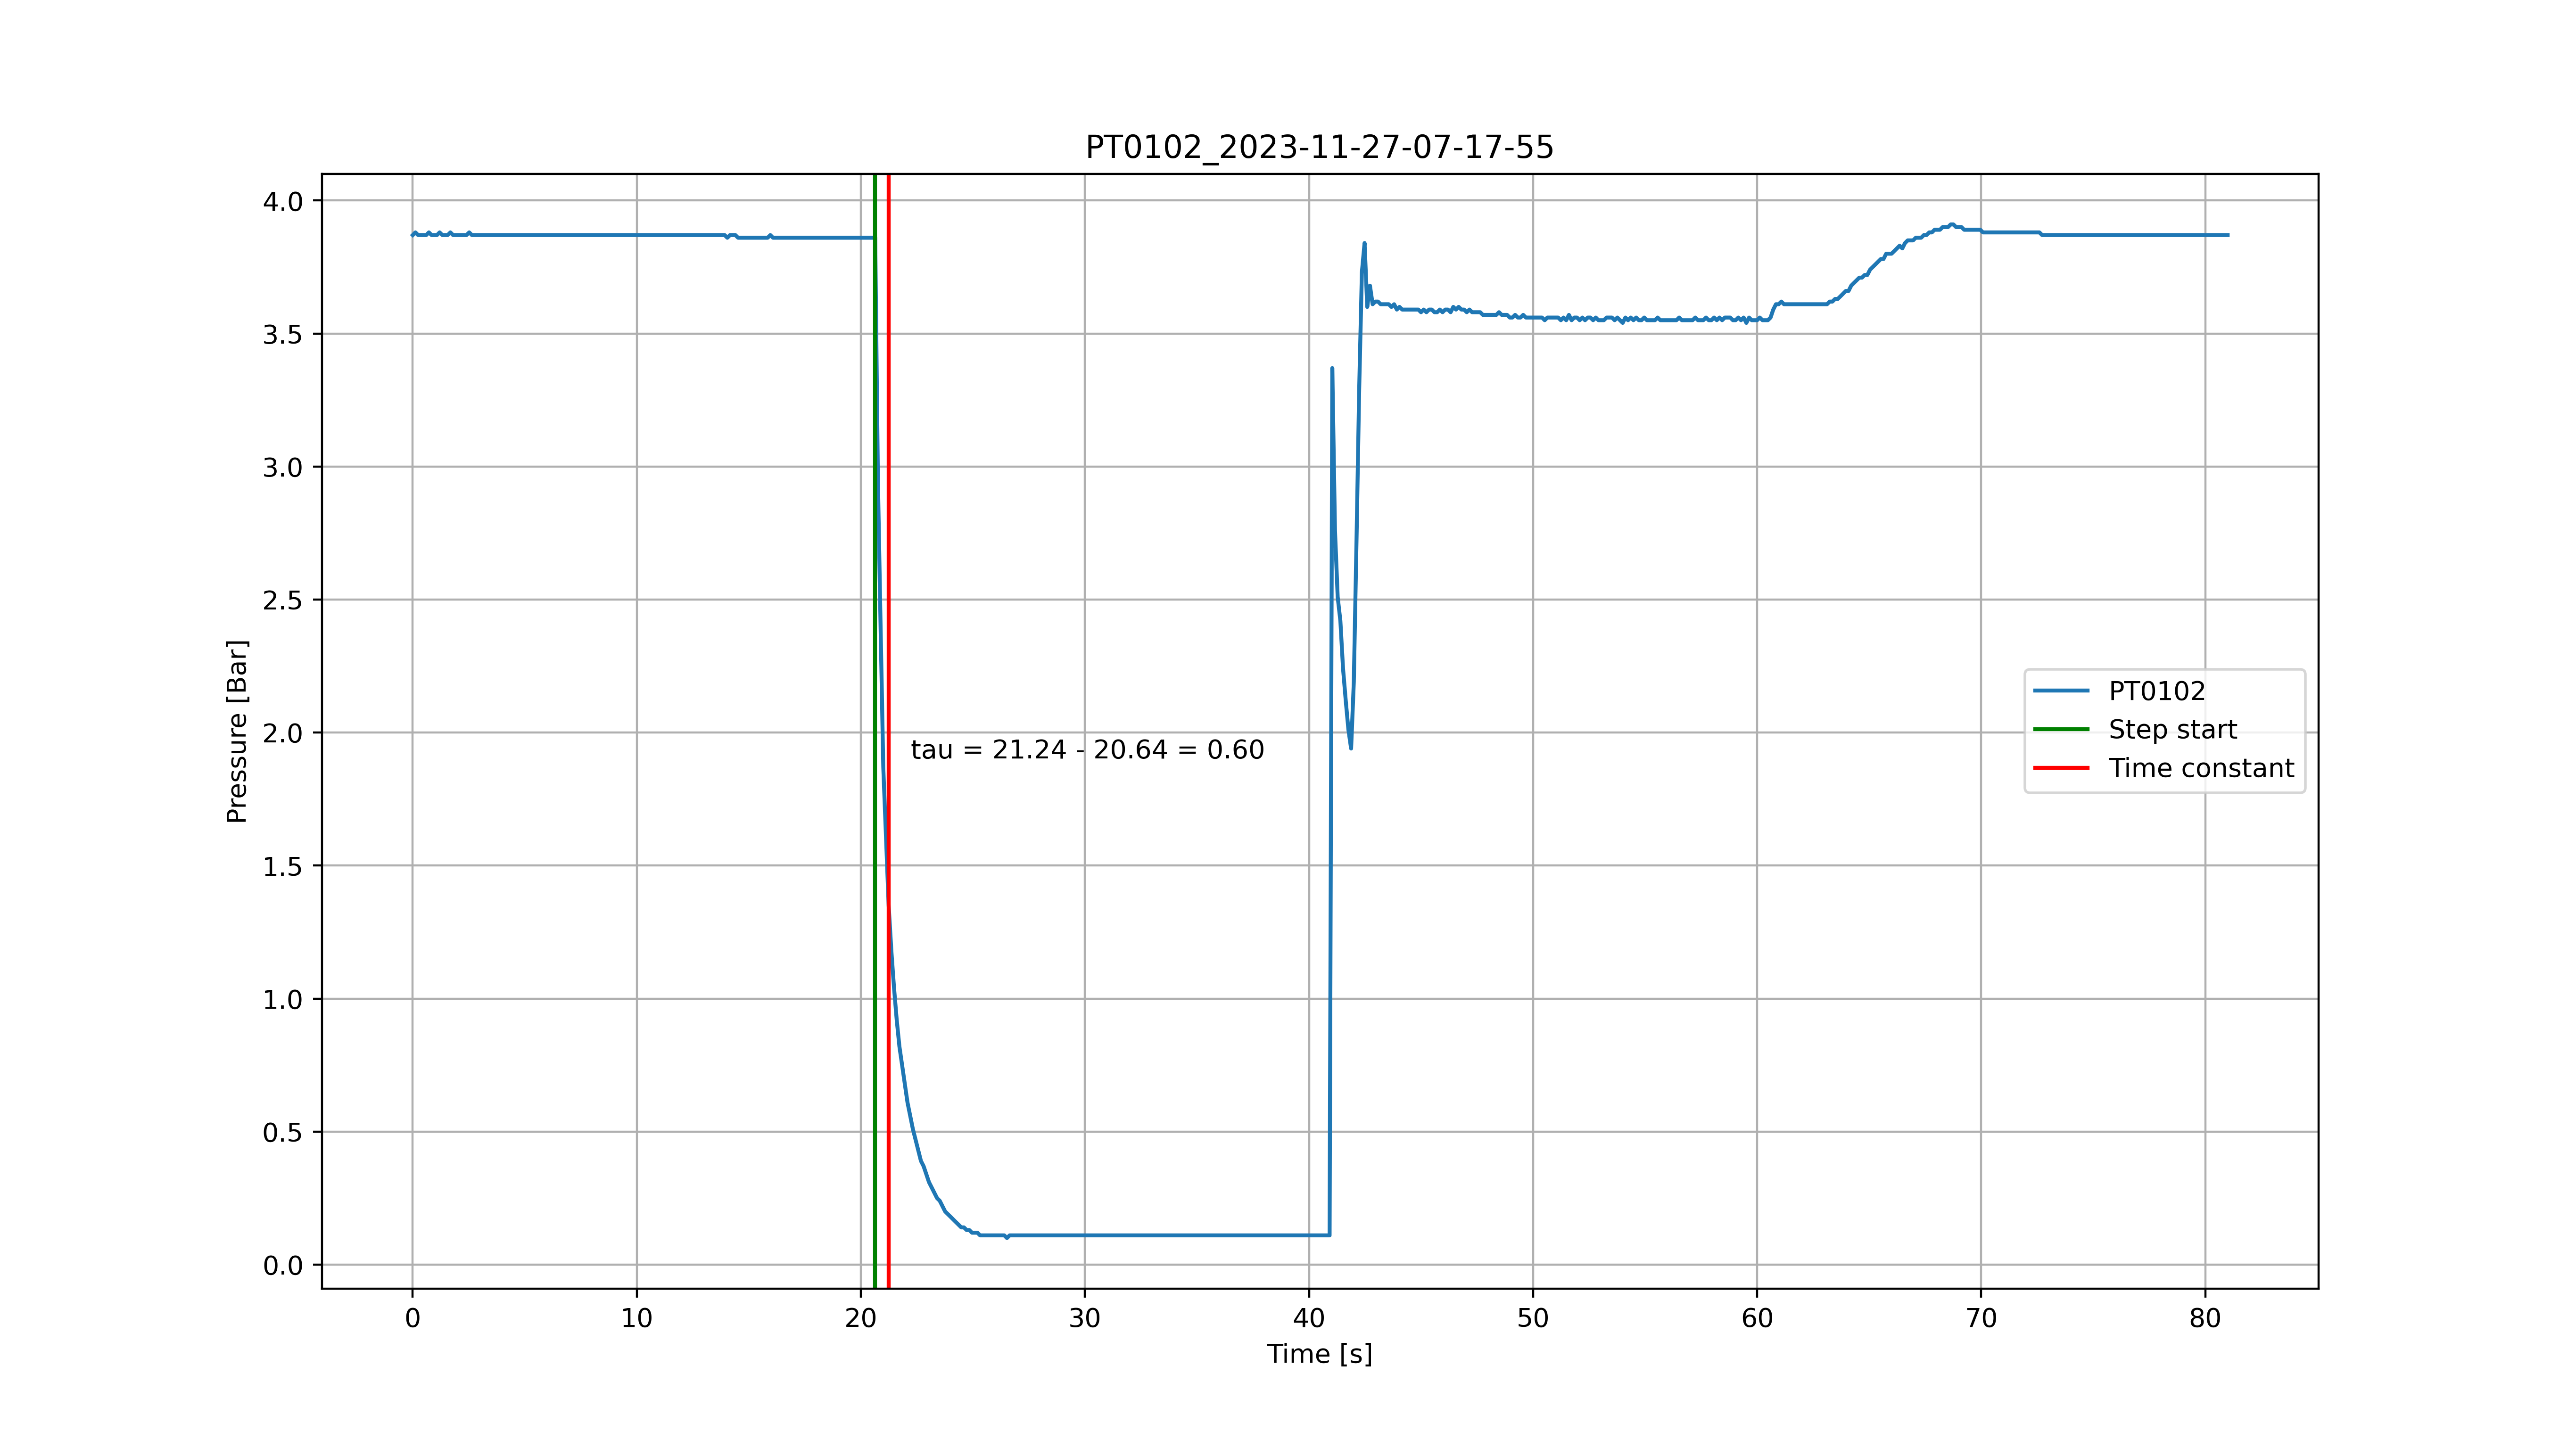 PT0102_2023-11-27-07-17-55
4.0
3.5
3.0
2.5
2.0
1.5
1.0
0.5
0.0
Pressure [Bar]
tau = 21.24 - 20.64 = 0.60
PT0102
Step start
Time constant
0 10 20 30 40 50 60 70 80
Time [s]